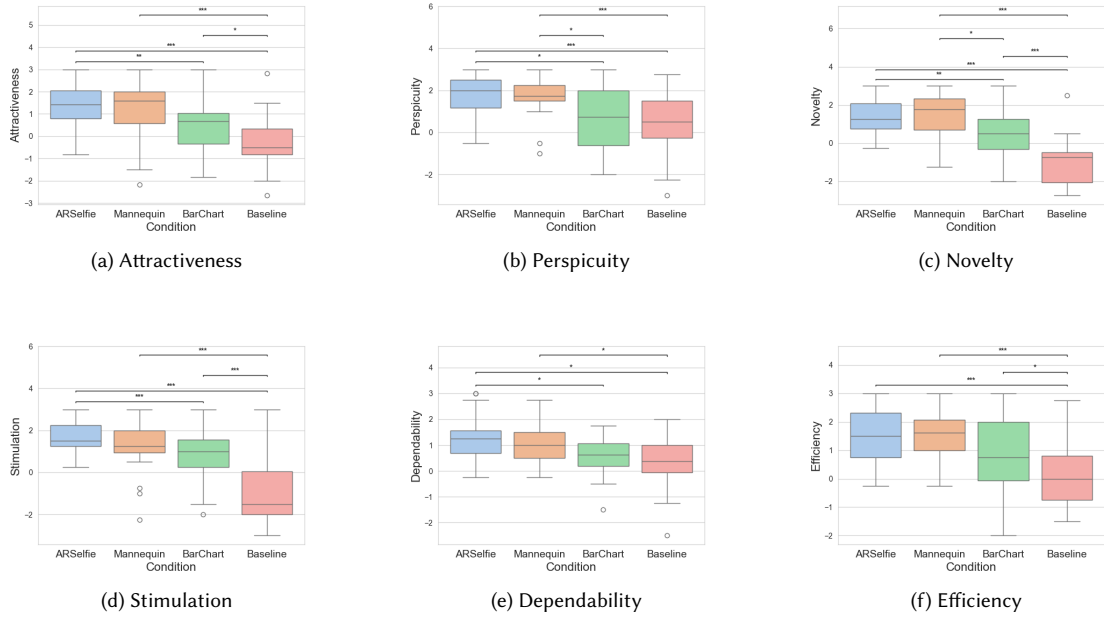 5
4
3
2
1
0
−1
−2
−3
Attractiveness
***
*
***
**
ARSelfie Mannequin BarChart Baseline
Condition
(a) Attractiveness
6
4
2
0
−2
Perspicuity
***
*
***
*
ARSelfie Mannequin BarChart Baseline
Condition
(b) Perspicuity
6
4
2
0
−2
Novelty
***
*
***
***
**
ARSelfie Mannequin BarChart Baseline
Condition
(c) Novelty
6
4
2
0
−2
Stimulation
***
***
***
***
ARSelfie Mannequin BarChart Baseline
Condition
(d) Stimulation
5
4
3
2
1
0
−1
−2
Dependability
*
*
*
ARSelfie Mannequin BarChart Baseline
Condition
(e) Dependability
5
4
3
2
1
0
−1
−2
Efficiency
***
*
***
ARSelfie Mannequin BarChart Baseline
Condition
(f) Efficiency